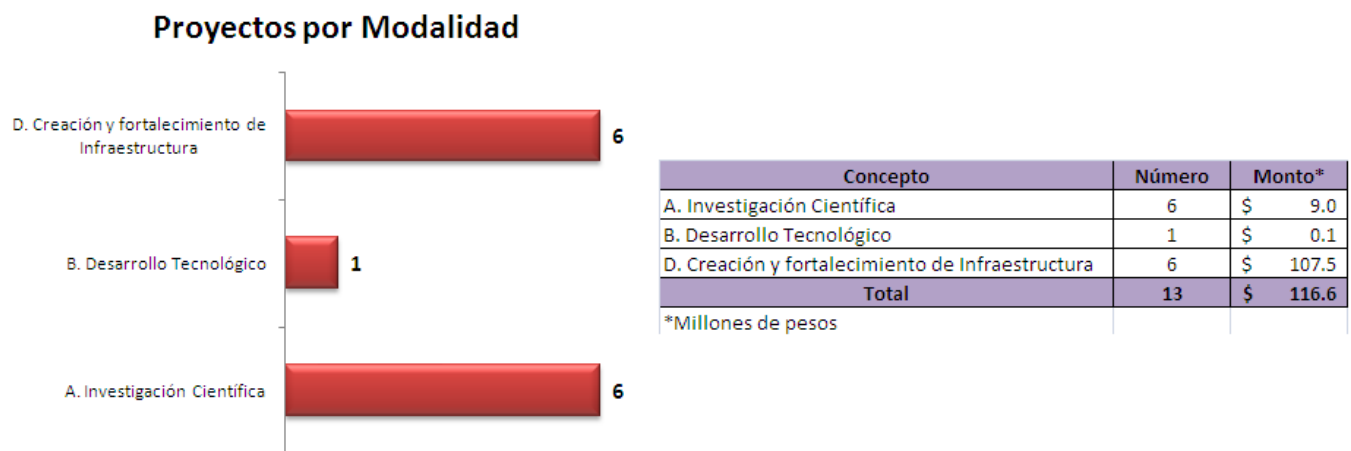 Proyectos por Modalidad
D. Creación y fortalecimiento de
Infraestructura
6
B. Desarrollo Tecnológico
1
A. Investigación Científica
6
Concepto Número Monto*
A. Investigación Científica 6 $ 9.0
B. Desarrollo Tecnológico 1 $ 0.1
D. Creación y fortalecimiento de Infraestructura 6 $ 107.5
Total 13 $ 116.6
*Millones de pesos